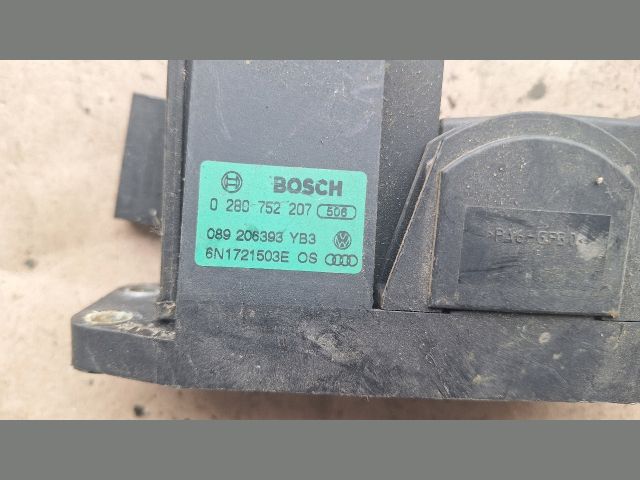 BOSCH
0 280 752 207 506
089 206393 YB3
6N1721503E OS